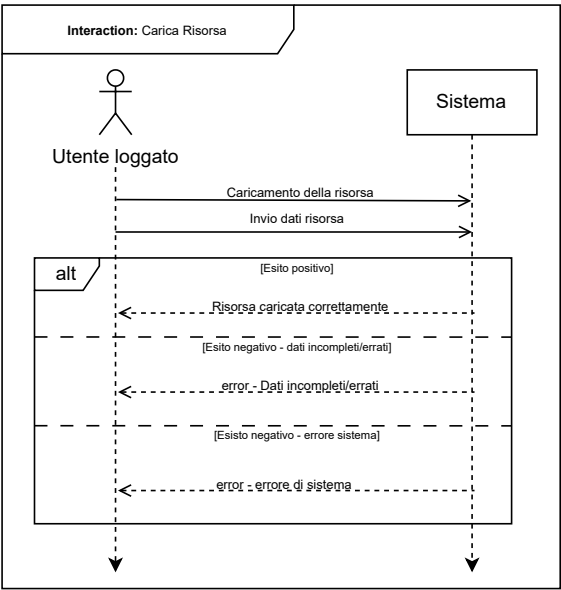 Interaction: Carica Risorsa
Utente loggato
Sistema
Caricamento della risorsa
Invio dati risorsa
alt
[Esito positivo]
Risorsa caricata correttamente
[Esito negativo - dati incompleti/errati]
error - Dati incompleti/errati
[Esisto negativo - errore sistema]
error - errore di sistema